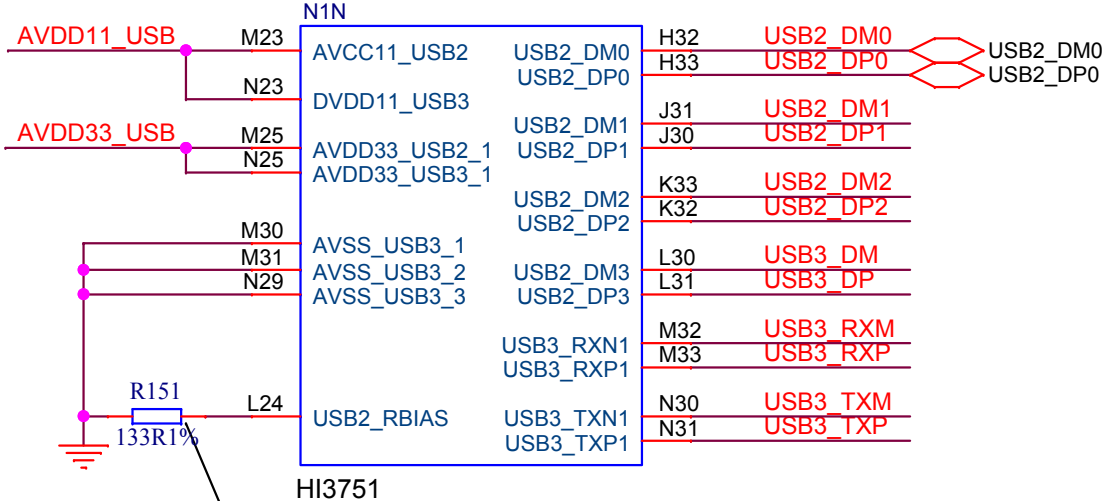 N1N
AVDD11_USB M23 AVCC11_USB2 USB2_DM0 H32 USB2_DM0 USB2_DM0
USB2_DP0 H33 USB2_DP0 USB2_DP0
N23 DVDD11_USB3
USB2_DM1 J31 USB2_DM1
AVDD33_USB M25 AVDD33_USB2_1 USB2_DP1 J30 USB2_DP1
N25 AVDD33_USB3_1
USB2_DM2 K33 USB2_DM2
USB2_DP2 K32 USB2_DP2
M30 AVSS_USB3_1
M31 AVSS_USB3_2 USB2_DM3 L30 USB3_DM
N29 AVSS_USB3_3 USB2_DP3 L31 USB3_DP
USB3_RXN1 M32 USB3_RXM
USB3_RXP1 M33 USB3_RXP
R151
L24 USB2_RBIAS USB3_TXN1 N30 USB3_TXM
133R1% USB3_TXP1 N31 USB3_TXP
HI3751